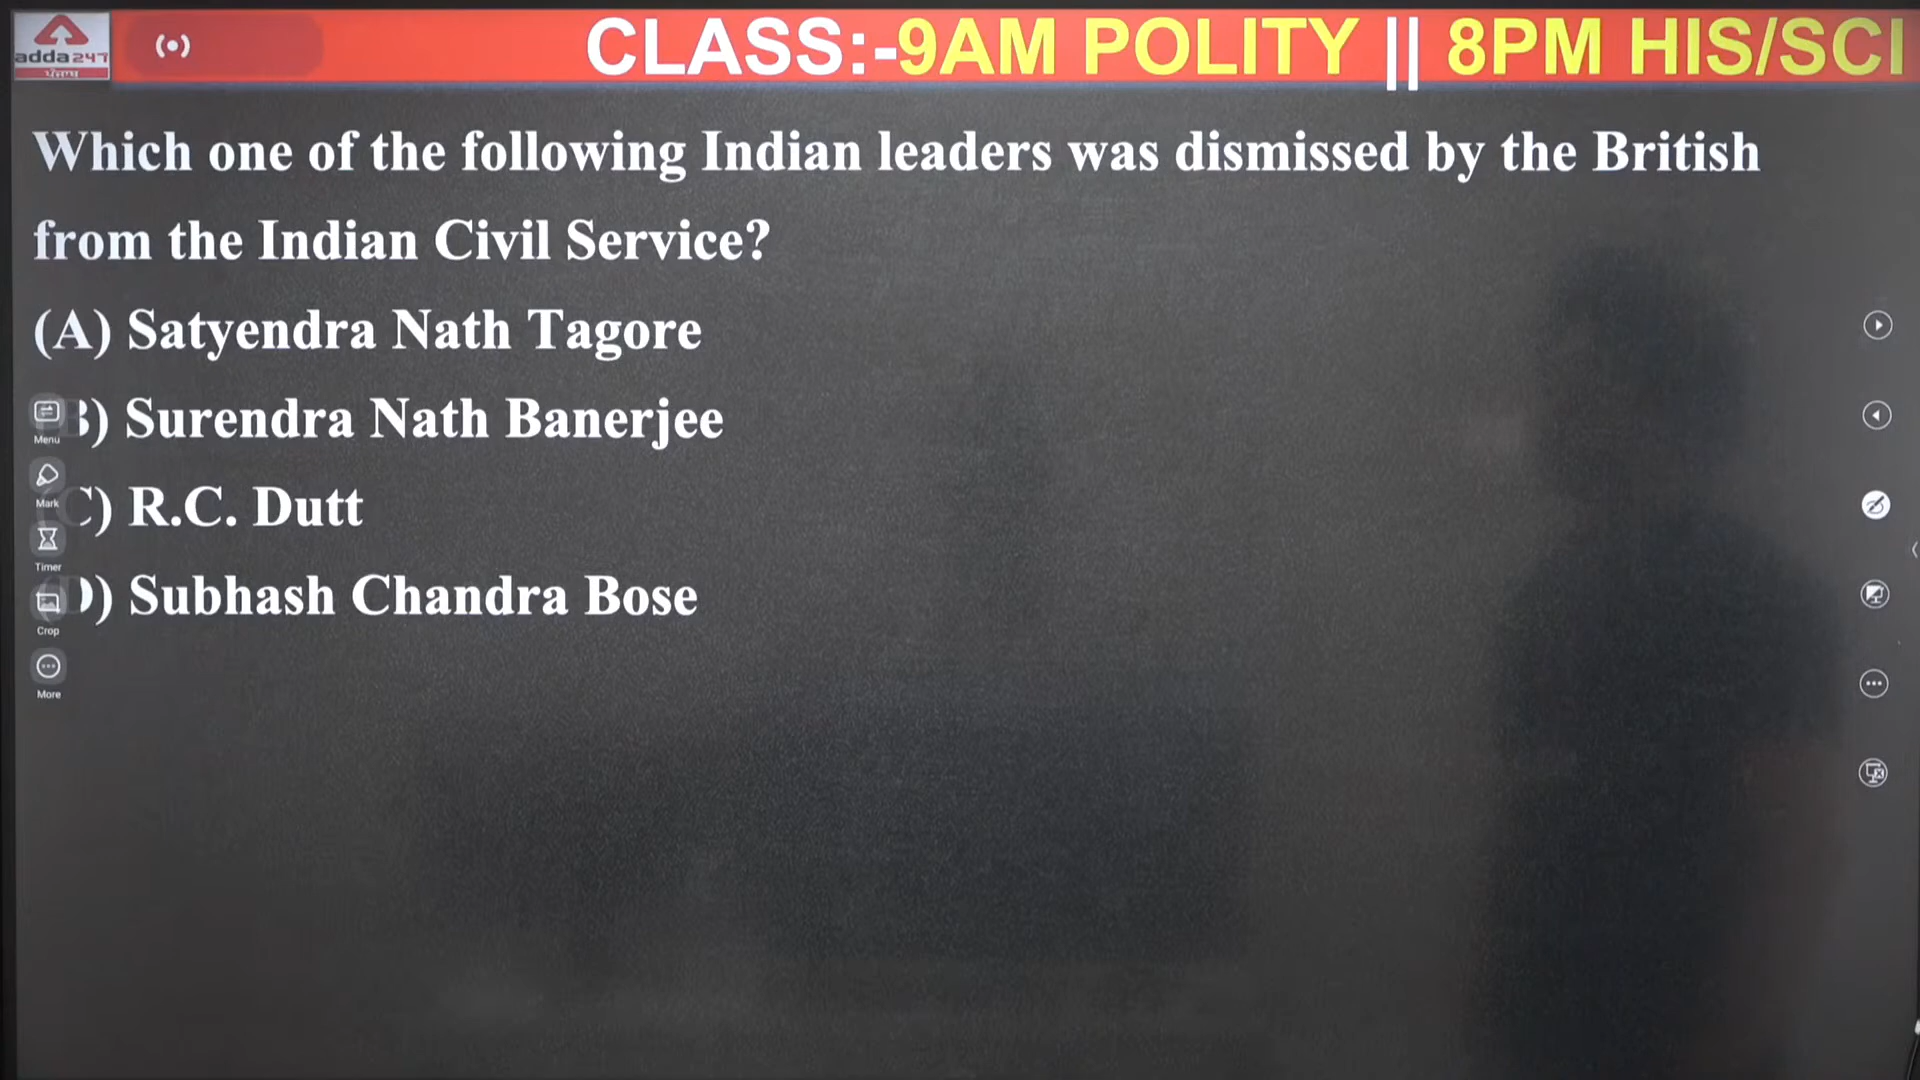 adda247
ਪੰਜਾਬ
CLASS:-9AM POLITY || 8PM HIS/SCI
Which one of the following Indian leaders was dismissed by the British
from the Indian Civil Service?
(A) Satyendra Nath Tagore
B) Surendra Nath Banerjee
C) R.C. Dutt
D) Subhash Chandra Bose
Menu
Mark
Timer
Crop
More